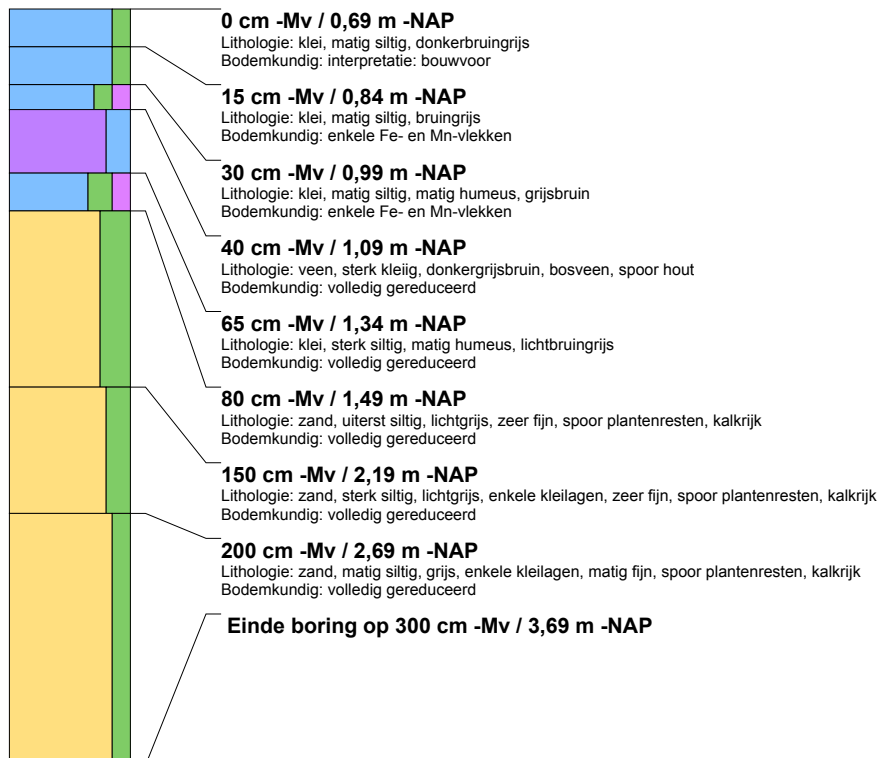 0 cm -Mv / 0,69 m -NAP
Lithologie: klei, matig siltig, donkerbruingrijs
Bodemkundig: interpretatie: bouwvoor
15 cm -Mv / 0,84 m -NAP
Lithologie: klei, matig siltig, bruingrijs
Bodemkundig: enkele Fe- en Mn-vlekken
30 cm -Mv / 0,99 m -NAP
Lithologie: klei, matig siltig, matig humeus, grijsbruin
Bodemkundig: enkele Fe- en Mn-vlekken
40 cm -Mv / 1,09 m -NAP
Lithologie: veen, sterk kleiig, donkergrijsbruin, bosveen, spoor hout
Bodemkundig: volledig gereduceerd
65 cm -Mv / 1,34 m -NAP
Lithologie: klei, sterk siltig, matig humeus, lichtbruingrijs
Bodemkundig: volledig gereduceerd
80 cm -Mv / 1,49 m -NAP
Lithologie: zand, uiterst siltig, lichtgrijs, zeer fijn, spoor plantenresten, kalkrijk
Bodemkundig: volledig gereduceerd
150 cm -Mv / 2,19 m -NAP
Lithologie: zand, sterk siltig, lichtgrijs, enkele kleilagen, zeer fijn, spoor plantenresten, kalkrijk
Bodemkundig: volledig gereduceerd
200 cm -Mv / 2,69 m -NAP
Lithologie: zand, matig siltig, grijs, enkele kleilagen, matig fijn, spoor plantenresten, kalkrijk
Bodemkundig: volledig gereduceerd
Einde boring op 300 cm -Mv / 3,69 m -NAP